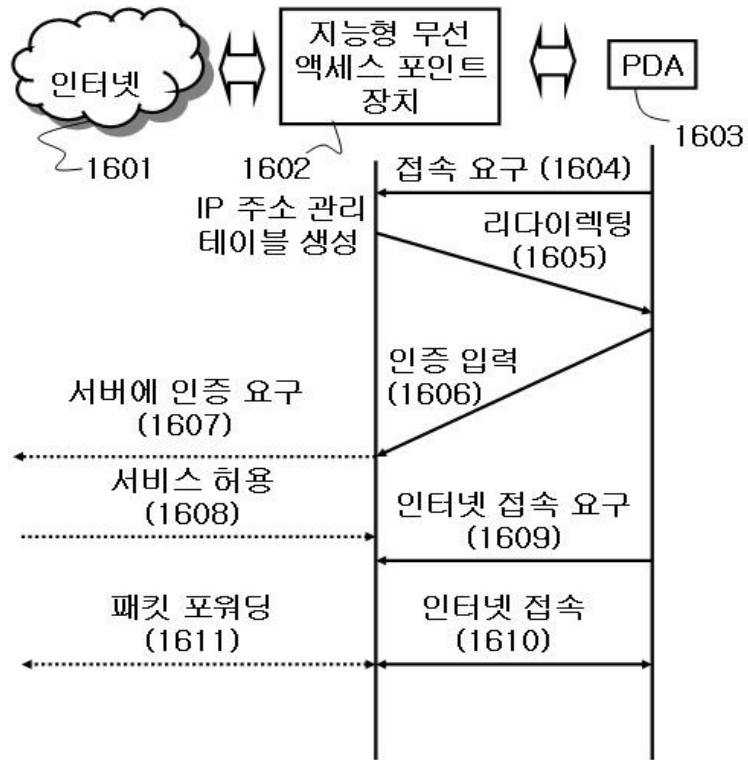 인터넷
지능형 무선
액세스 포인트
장치
PDA
1601
1602
1603
접속 요구 (1604)
IP 주소 관리
테이블 생성
리다이렉팅
(1605)
인증 입력
(1606)
서버에 인증 요구
(1607)
서비스 허용
(1608)
인터넷 접속 요구
(1609)
패킷 포워딩
(1611)
인터넷 접속
(1610)